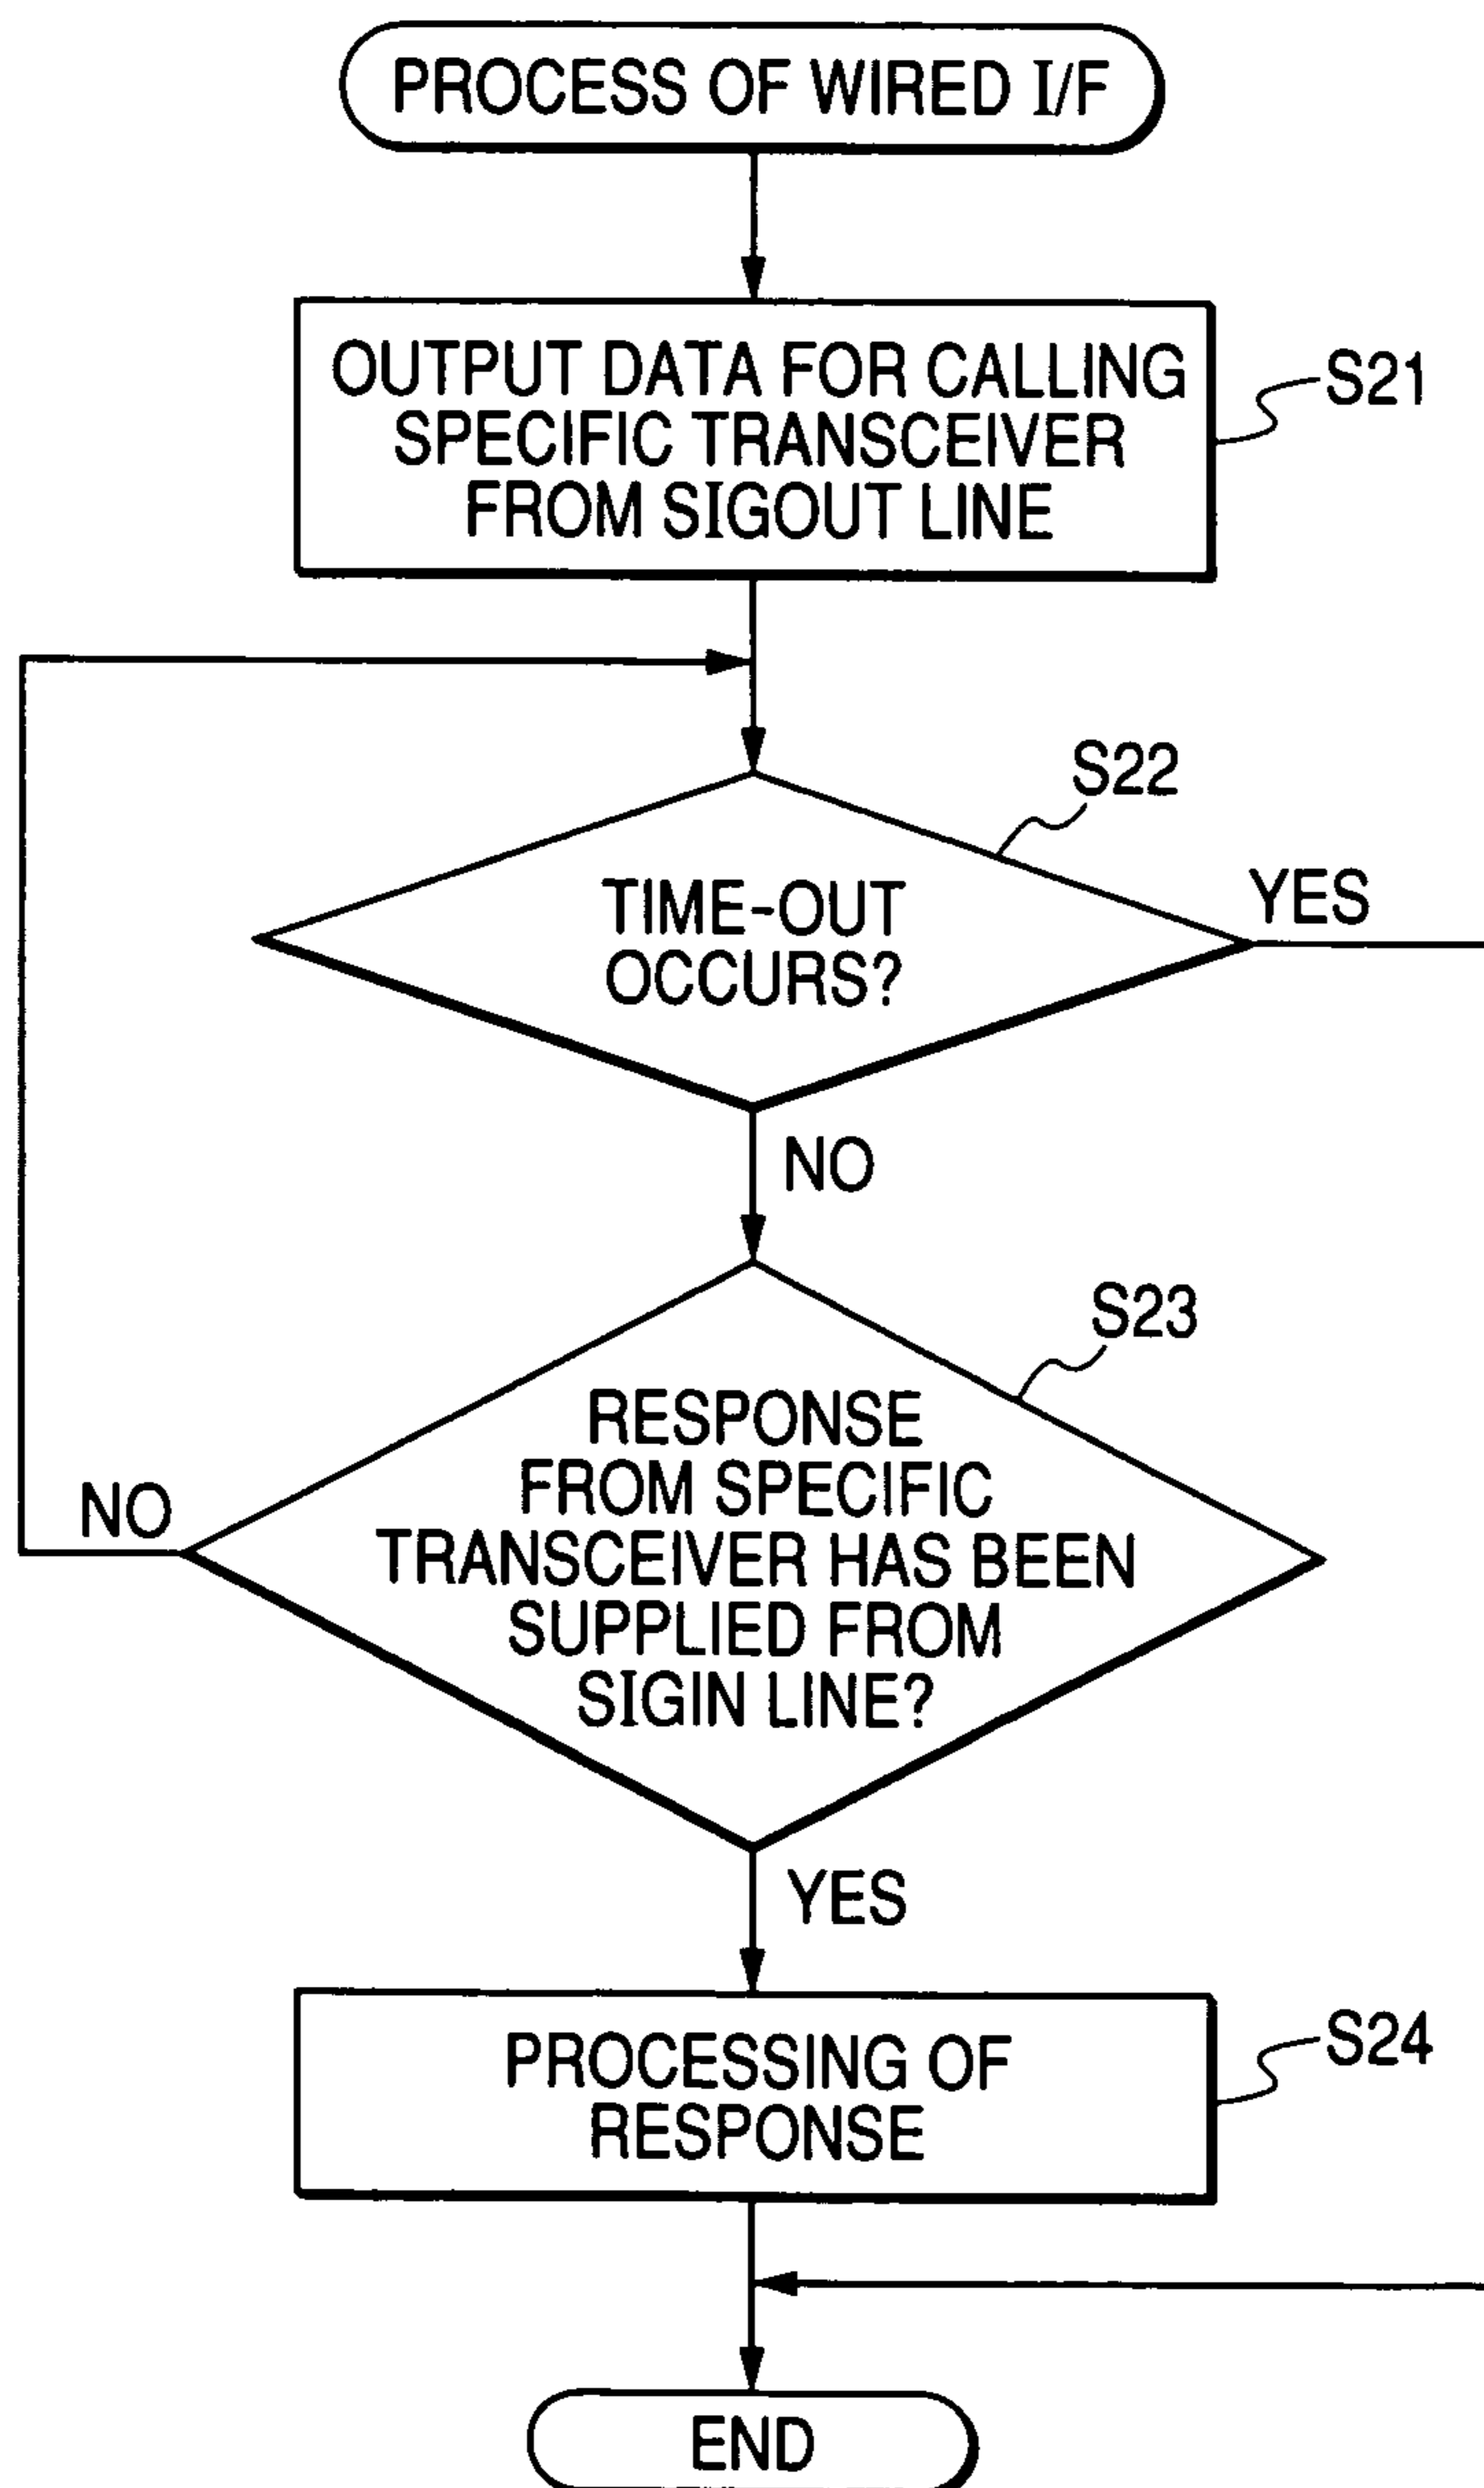 PROCESS OF WIRED I/F
OUTPUT DATA FOR CALLING
SPECIFIC TRANSCEIVER
FROM SIGOUT LINE
S21
S22
TIME-OUT
OCCURS?
YES
NO
S23
RESPONSE
FROM SPECIFIC
TRANSCEIVER HAS BEEN
SUPPLIED FROM
SIGIN LINE?
NO
YES
PROCESSING OF
RESPONSE
S24
END